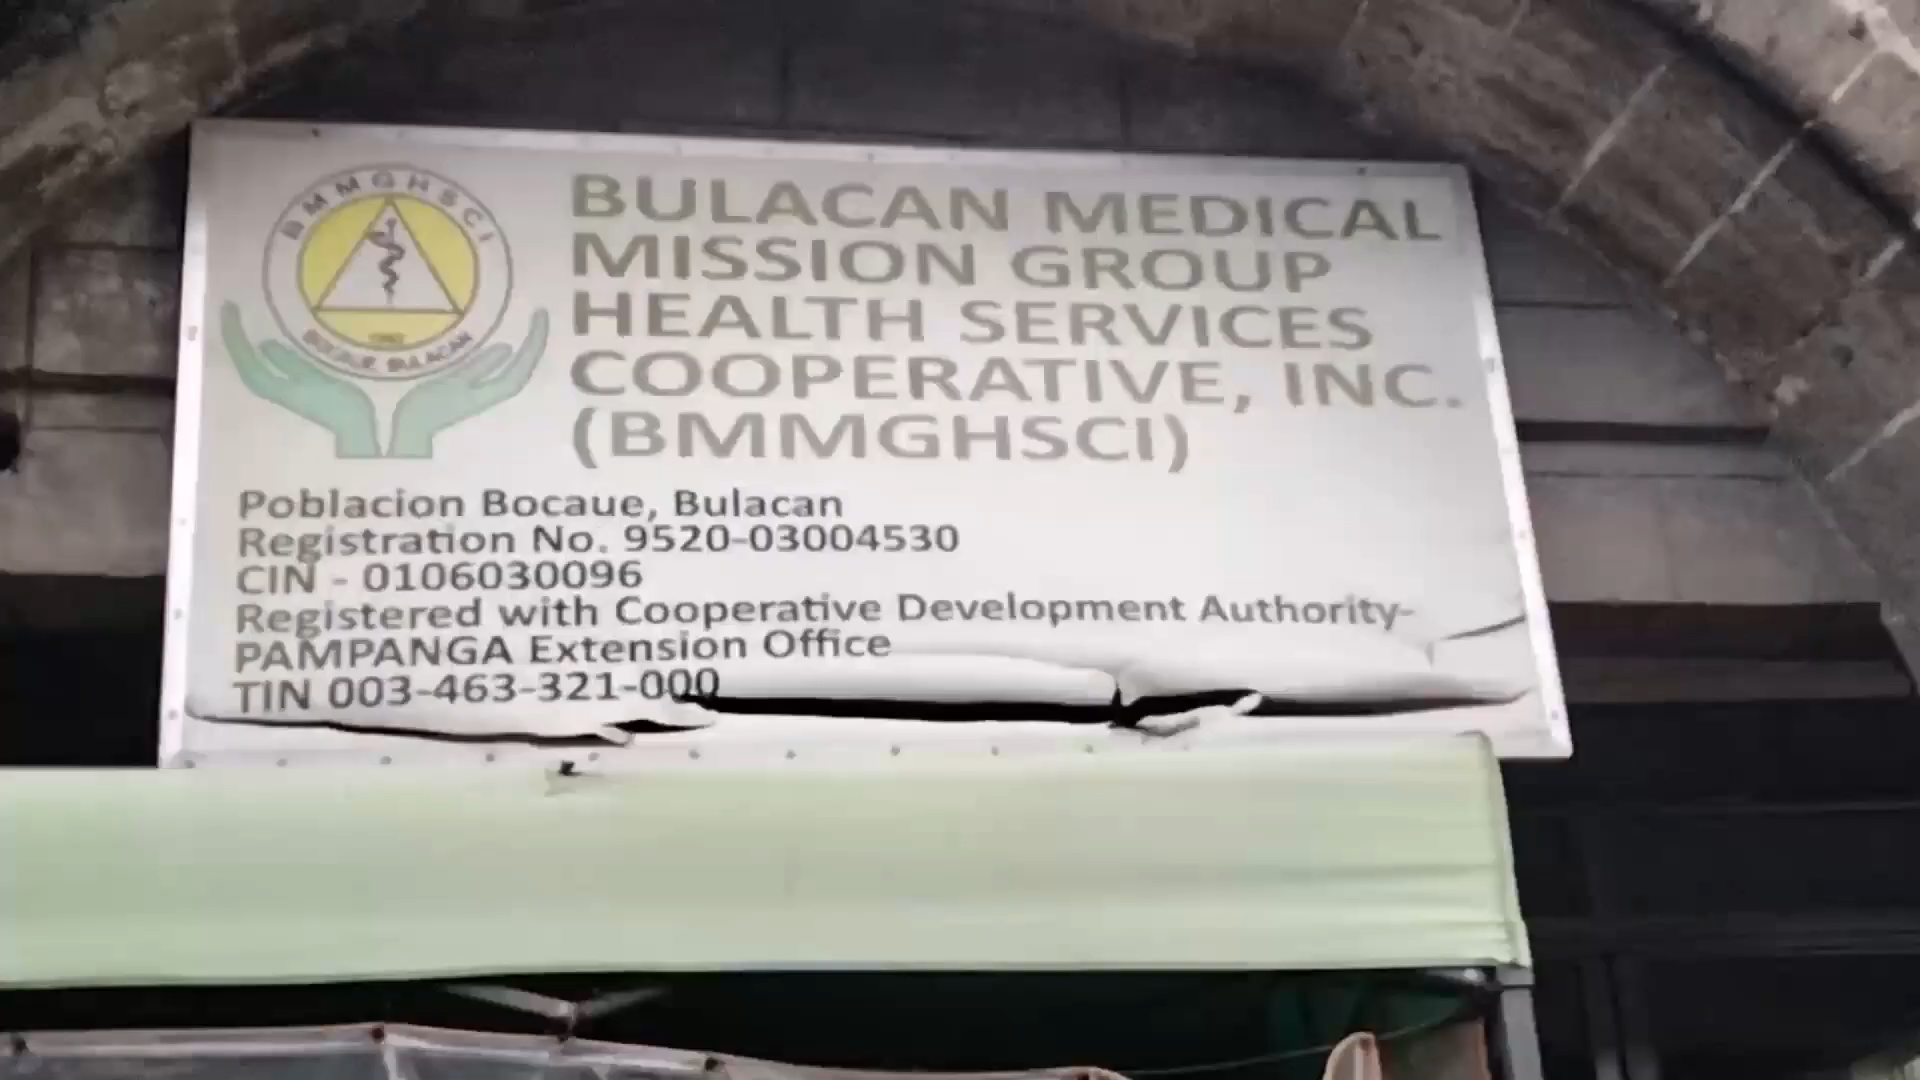 BMMGHSCI
BOCAUE, BULACAN
BULACAN MEDICAL
MISSION GROUP
HEALTH SERVICES
COOPERATIVE, INC.
(BMMGHSCI)
Poblacion Bocaue, Bulacan
Registration No. 9520-03004530
CIN - 0106030096
Registered with Cooperative Development Authority-
PAMPANGA Extension Office
TIN 003-463-321-000